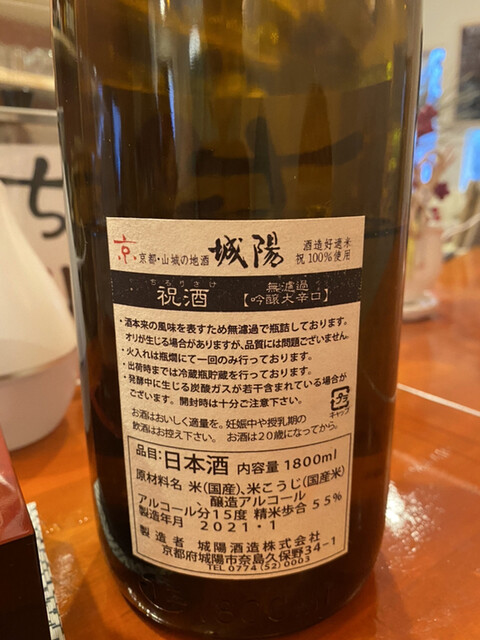 京 京都・山城の地酒 城陽 酒造好適米
祝100％使用
祝酒 無濾過
【吟醸大辛口】
・酒本来の風味を表すため無濾過で瓶詰しております。
オリが生じる場合がありますが、品質には問題ございません。
・火入れは瓶燗にて一回のみ行っております。
・出荷時までは冷蔵瓶貯蔵を行っております。
・発酵中に生じる炭酸ガスが若干含まれている場合が
ございます。開封時は十分ご注意下さい。
プラ
キャップ
お酒はおいしく適量を。妊娠中や授乳期の
飲酒はお控え下さい。 お酒は20歳になってから。
品目:日本酒 内容量 1800ml
原材料名 米(国産)、米こうじ(国産米)
、醸造アルコール
アルコール分15度 精米歩合 55%
製造年月 2021・1
製造者 城陽酒造株式会社
京都府城陽市奈島久保野34-1
TEL 0774 (52) 0003
ち